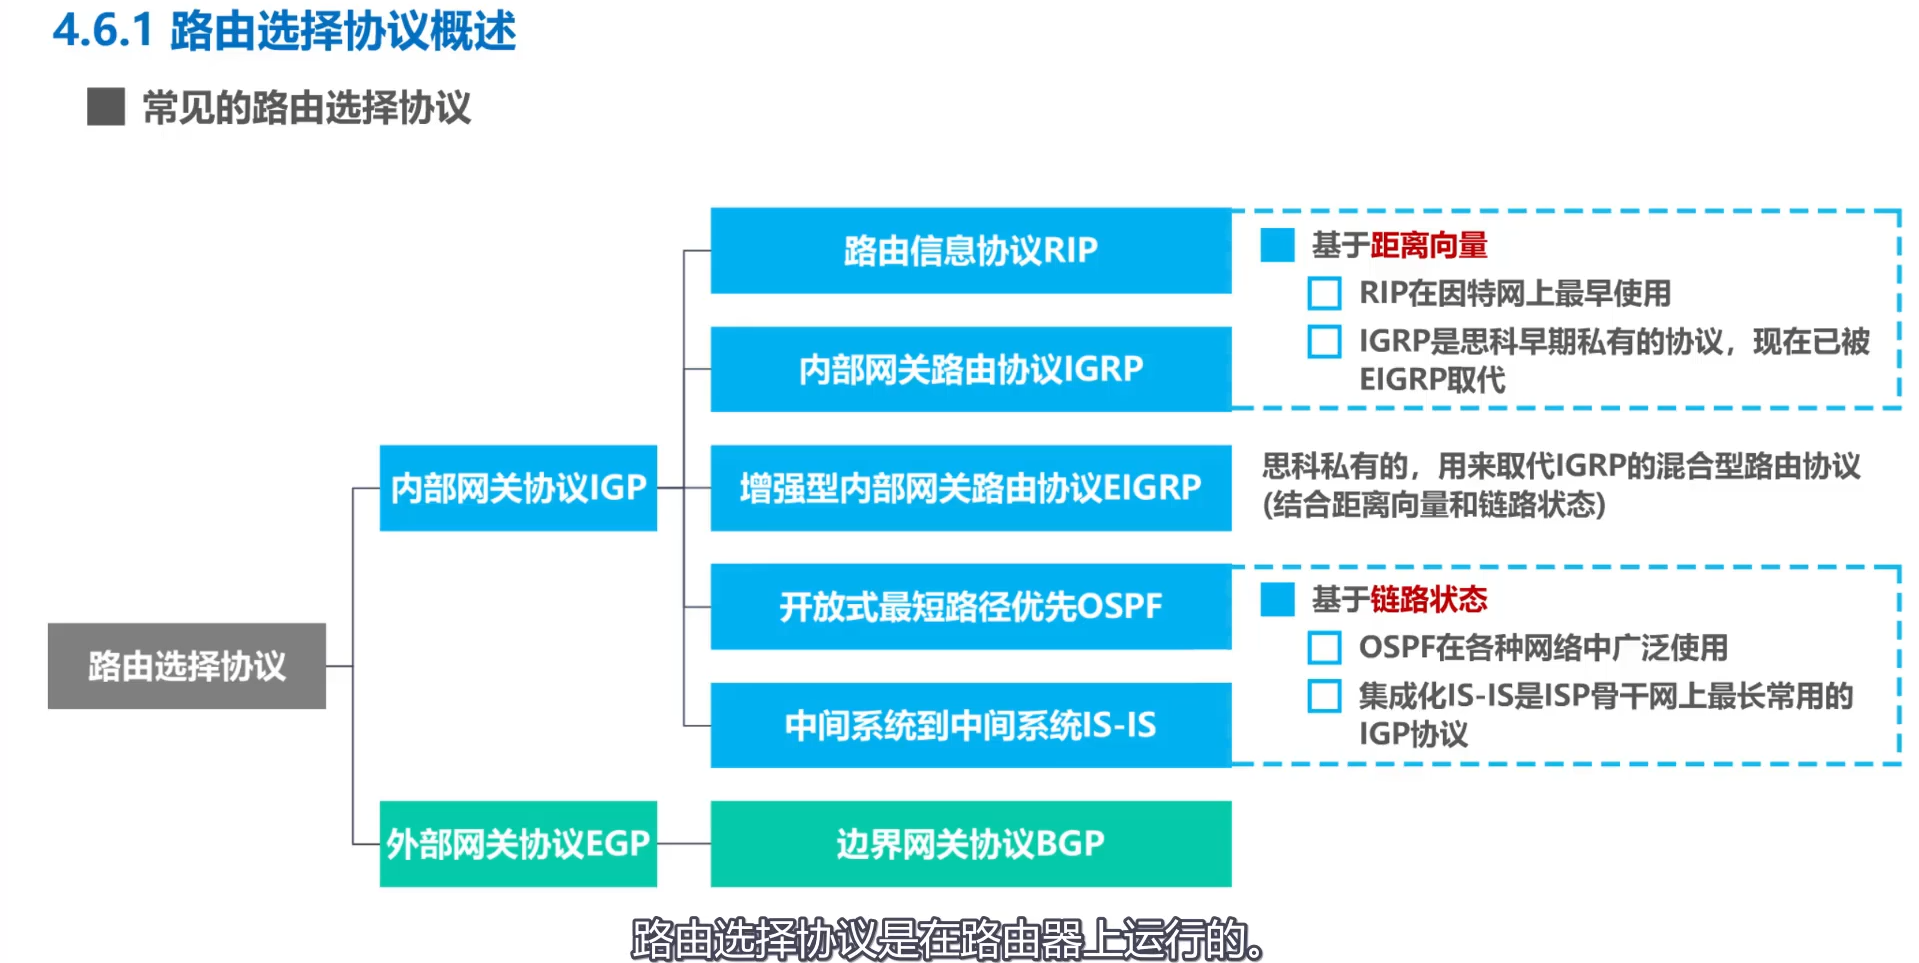 4.6.1 路由选择协议概述
常见的路由选择协议
路由信息协议RIP
基于距离向量
RIP在因特网上最早使用
IGRP是思科早期私有的协议，现在已被
EIGRP取代
内部网关路由协议IGRP
内部网关协议IGP
增强型内部网关路由协议EIGRP
思科私有的，用来取代IGRP的混合型路由协议
(结合距离向量和链路状态)
开放式最短路径优先OSPF
基于链路状态
OSPF在各种网络中广泛使用
集成化IS-IS是ISP骨干网上最长常用的
IGP协议
路由选择协议
中间系统到中间系统IS-IS
外部网关协议EGP
边界网关协议BGP
路由选择协议是在路由器上运行的。